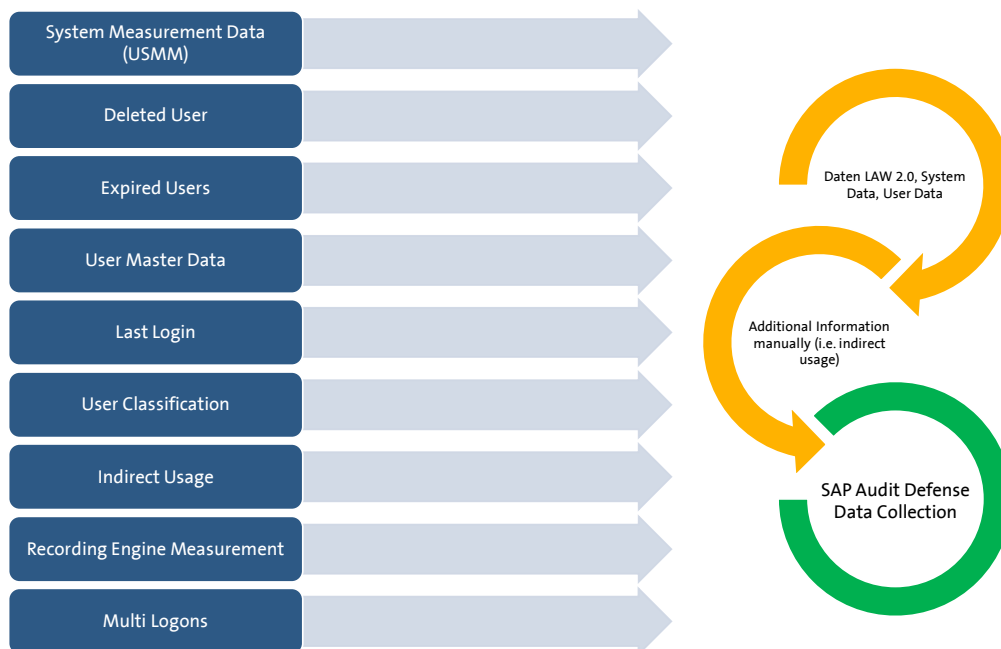 System Measurement Data
(USMM)
Deleted User
Expired Users
User Master Data
Last Login
User Classification
Indirect Usage
Recording Engine Measurement
Multi Logons
Daten LAW 2.0, System
Data, User Data
Additional Information
manually (i.e. indirect
usage)
SAP Audit Defense
Data Collection